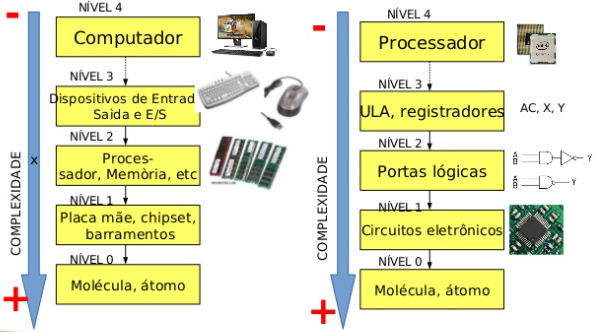 -
NÍVEL 4
Computador
NÍVEL 3
Dispositivos de Entrad
Saìda e E/S
NÍVEL 2
Proces-
sador, Memòria, etc
NÍVEL 1
Placa mãe, chipset,
barramentos
NÍVEL 0
Molécula, átomo
COMPLEXIDADE
x
+
-
NÍVEL 4
Processador
NÍVEL 3
ULA, registradores
AC, X, Y
NÍVEL 2
Portas lógicas
A
B
Y
A
B
Y
NÍVEL 1
Circuitos eletrônicos
NÍVEL 0
Molécula, átomo
COMPLEXIDADE
+